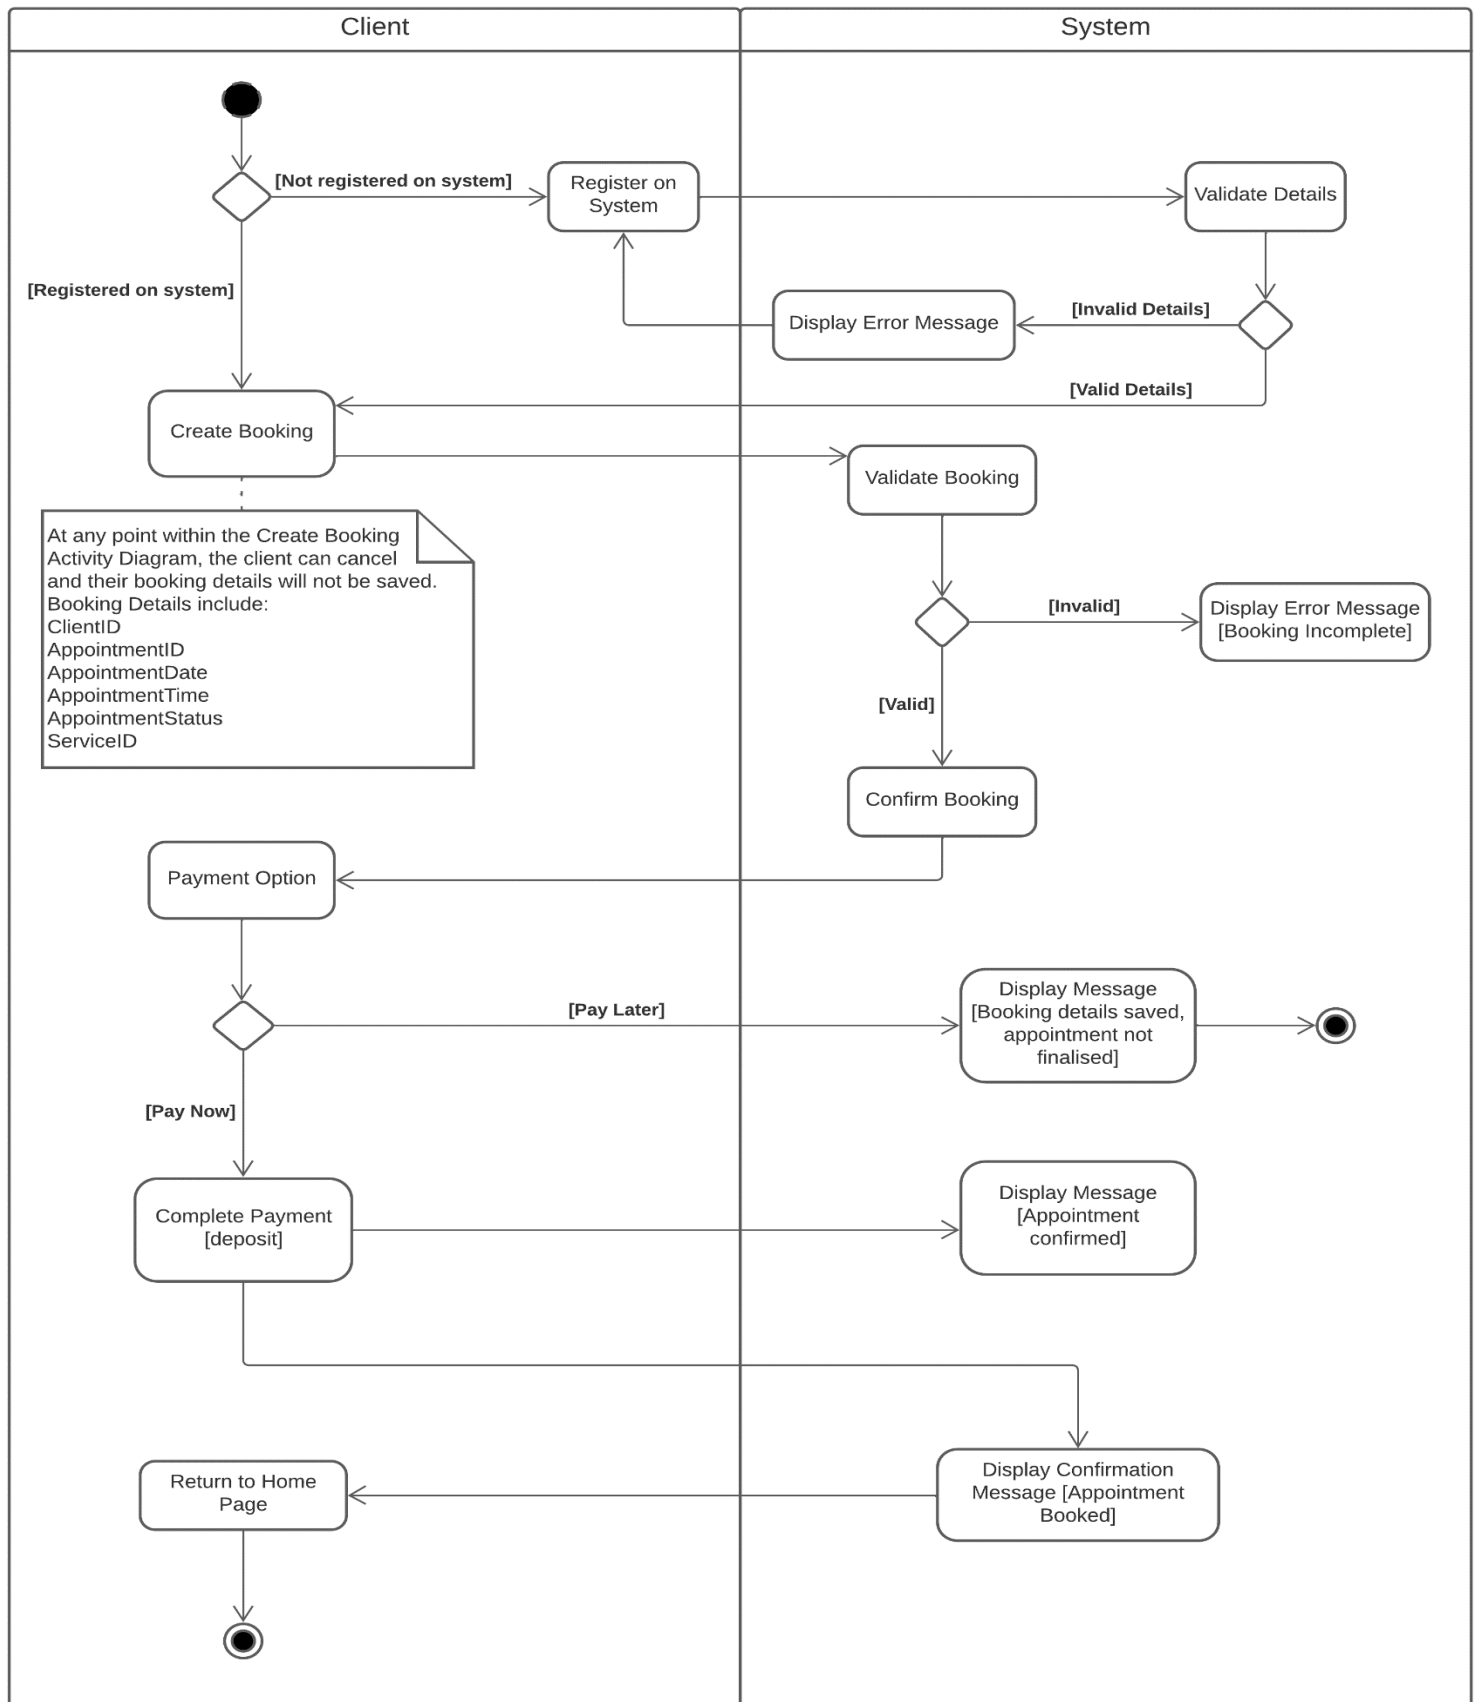 Client
System
[Not registered on system]
Register on
System
Validate Details
[Registered on system]
Display Error Message
[Invalid Details]
[Valid Details]
Create Booking
Validate Booking
At any point within the Create Booking
Activity Diagram, the client can cancel
and their booking details will not be saved.
Booking Details include:
ClientID
AppointmentID
AppointmentDate
AppointmentTime
AppointmentStatus
ServiceID
[Invalid]
Display Error Message
[Booking Incomplete]
[Valid]
Confirm Booking
Payment Option
[Pay Later]
Display Message
[Booking details saved,
appointment not
finalised]
[Pay Now]
Complete Payment
[deposit]
Display Message
[Appointment
confirmed]
Return to Home
Page
Display Confirmation
Message [Appointment
Booked]